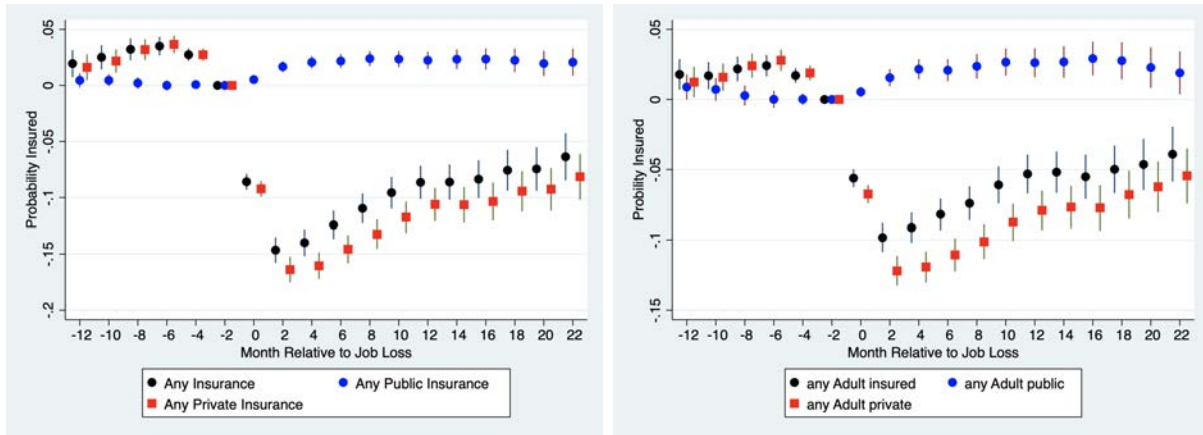 .05
0
-.05
-.1
-.15
-.2
Probability Insured
-12 -10 -8 -6 -4 -2 0 2 4 6 8 10 12 14 16 18 20 22
Month Relative to Job Loss
Any Insurance Any Public Insurance
Any Private Insurance
.05
0
-.05
-.1
-.15
Probility Insured
-12 -10 -8 -6 -4 -2 0 2 4 6 8 10 12 14 16 18 20 22
Month Relative to Job Loss
any Adult insured any Adult public
any Adult private